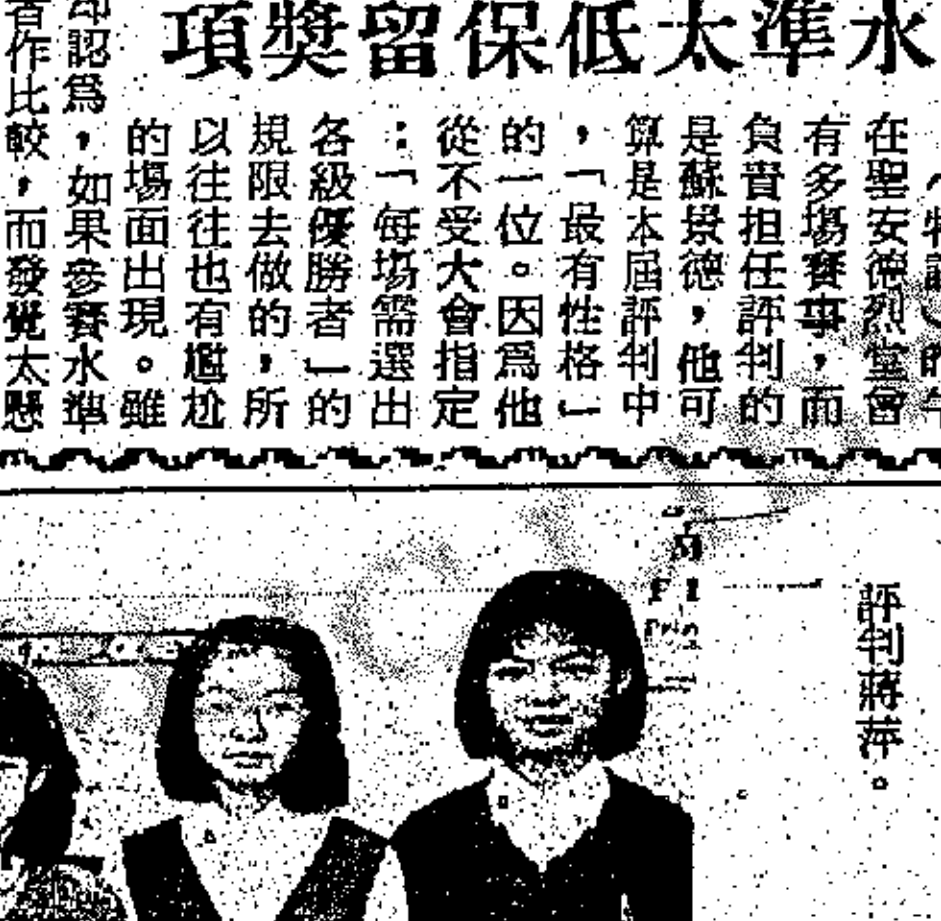 水準太低保留獎項
在聖安德烈堂會
有多場賽事，而
負責担任評判的
是蘇景德，他可
算是本屆評判中
，「最有性格」
的一位。因爲他
從不受大會指定
：「每場需選出
各級優勝者」的
規限去做的，所
以往往也有尷尬
的場面出現。雖
認爲，如果參賽水準
作比較，而發覺太懸
評判蔣萍。